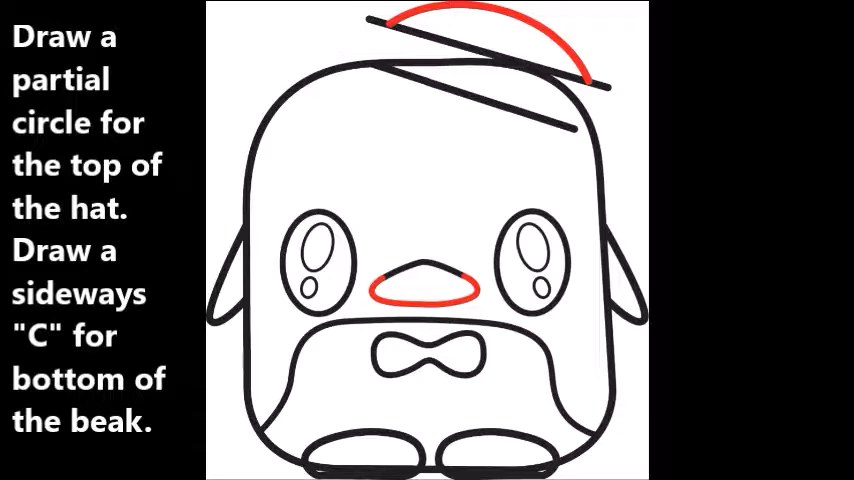 Draw a
partial
circle for
the top of
the hat.
Draw a
sideways
"C" for
bottom of
the beak.